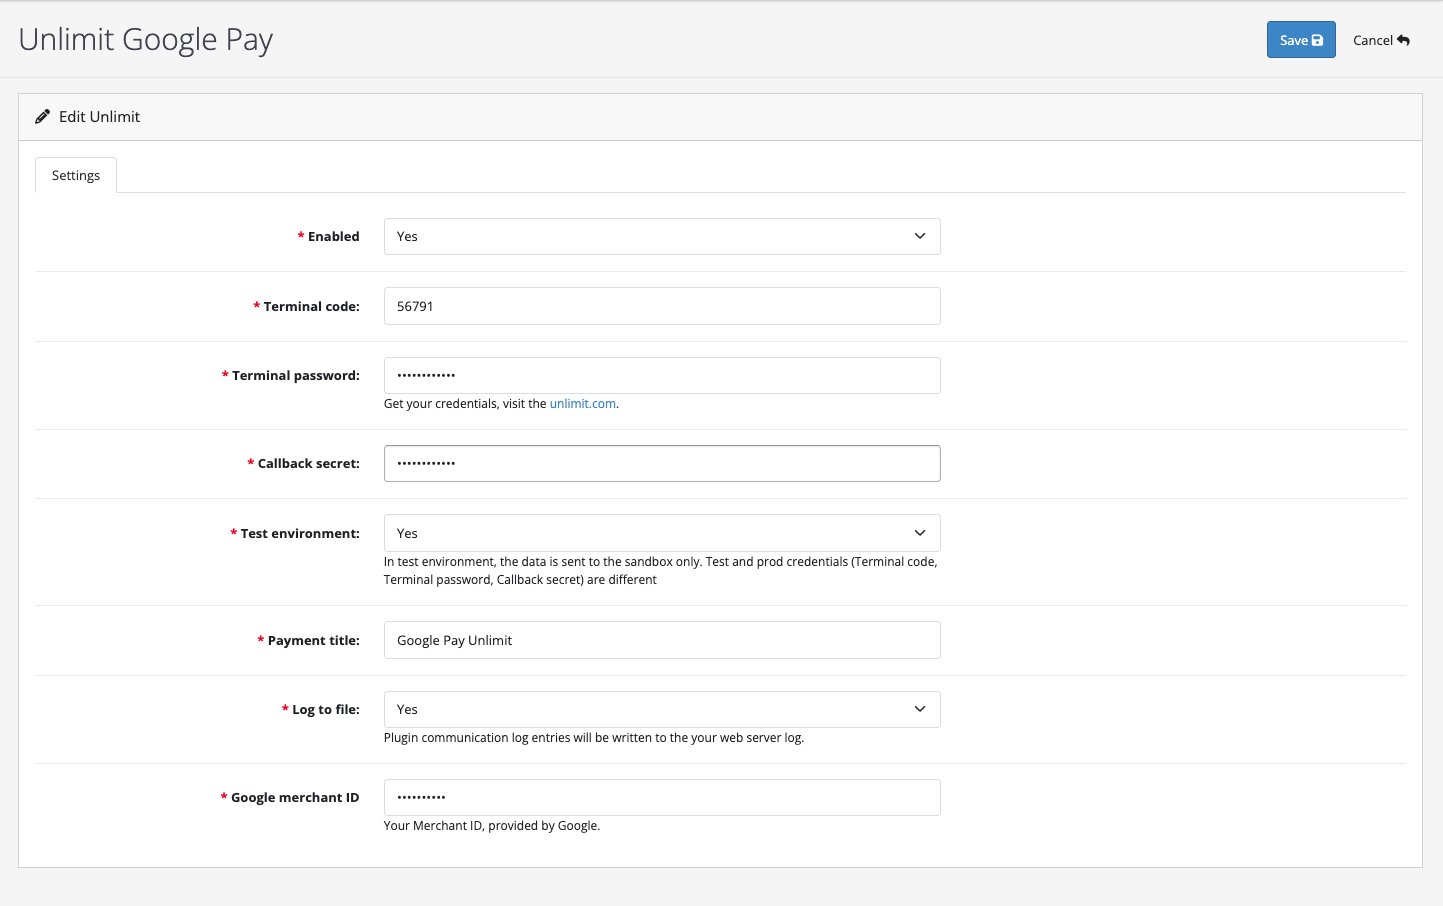 Unlimit Google Pay
Save
Cancel
Edit Unlimit
Settings
* Enabled
Yes
* Terminal code:
56791
* Terminal password:
••••••••••••
Get your credentials, visit the unlimit.com.
* Callback secret:
••••••••••••
* Test environment:
Yes
In test environment, the data is sent to the sandbox only. Test and prod credentials (Terminal code,
Terminal password, Callback secret) are different
* Payment title:
Google Pay Unlimit
* Log to file:
Yes
Plugin communication log entries will be written to the your web server log.
* Google merchant ID
••••••••••
Your Merchant ID, provided by Google.